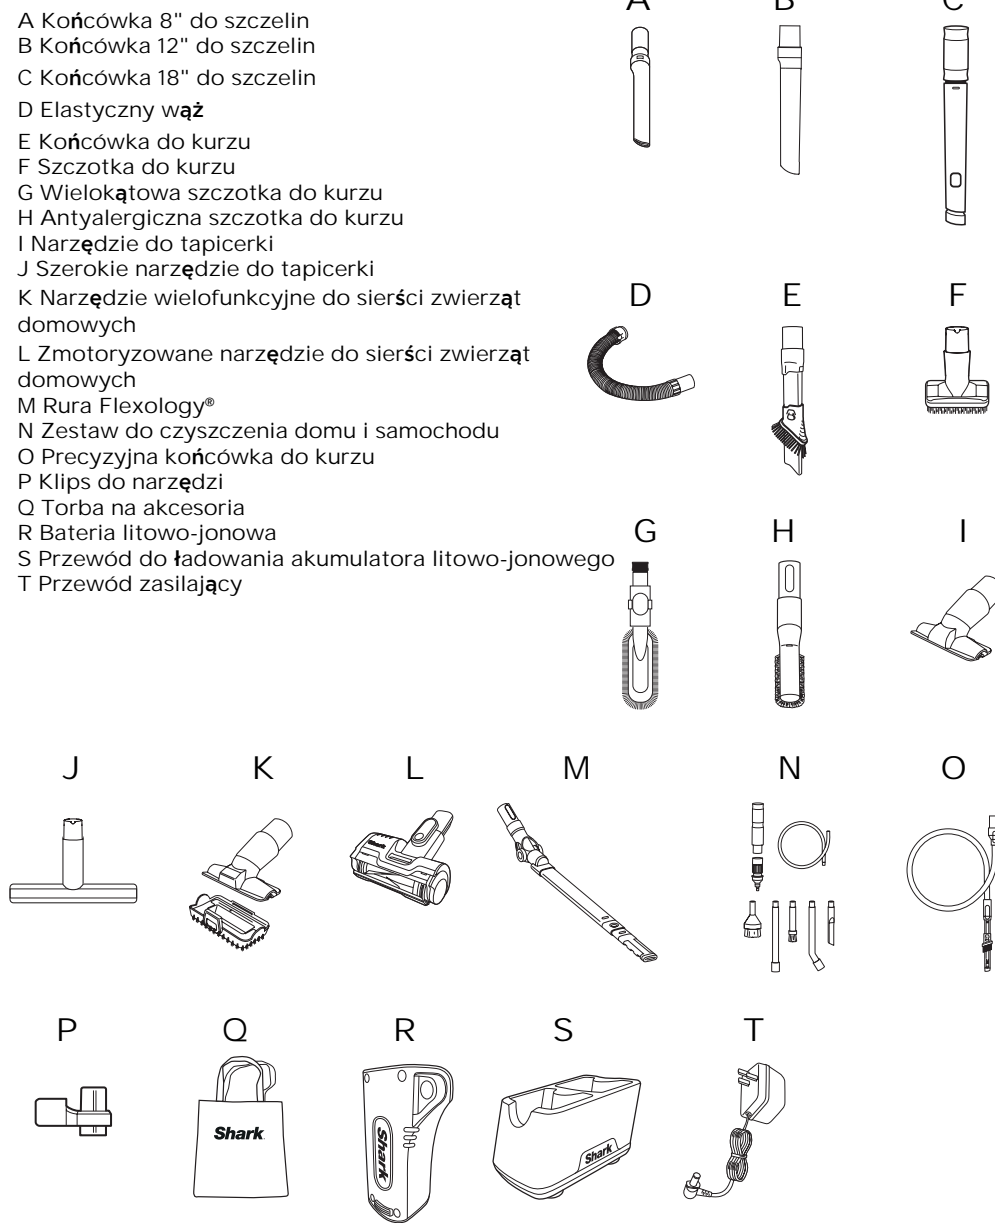 A Końcówka 8" do szczelin
B Końcówka 12" do szczelin
C Końcówka 18" do szczelin
D Elastyczny wąż
E Końcówka do kurzu
F Szczotka do kurzu
G Wielokątowa szczotka do kurzu
H Antyalergiczna szczotka do kurzu
I Narzędzie do tapicerki
J Szerokie narzędzie do tapicerki
K Narzędzie wielofunkcyjne do sierści zwierząt
domowych
L Zmotoryzowane narzędzie do sierści zwierząt
domowych
M Rura Flexology®
N Zestaw do czyszczenia domu i samochodu
O Precyzyjna końcówka do kurzu
P Klips do narzędzi
Q Torba na akcesoria
R Bateria litowo-jonowa
S Przewód do ładowania akumulatora litowo-jonowego
T Przewód zasilający
A B C
D E F
G H I
J K L M N O
Shark
P Q R S T
Shark
Shark
Shark